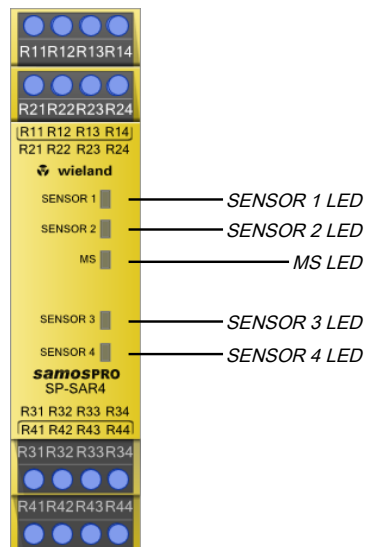 R11R12R13R14
R21R22R23R24
R11 R12 R13 R14
R21 R22 R23 R24
wieland
SENSOR 1 SENSOR 1 LED
SENSOR 2 SENSOR 2 LED
MS MS LED
SENSOR 3 SENSOR 3 LED
SENSOR 4 SENSOR 4 LED
samosPRO
SP-SAR4
R31 R32 R33 R34
R41 R42 R43 R44
R31R32R33R34
R41R42R43R44